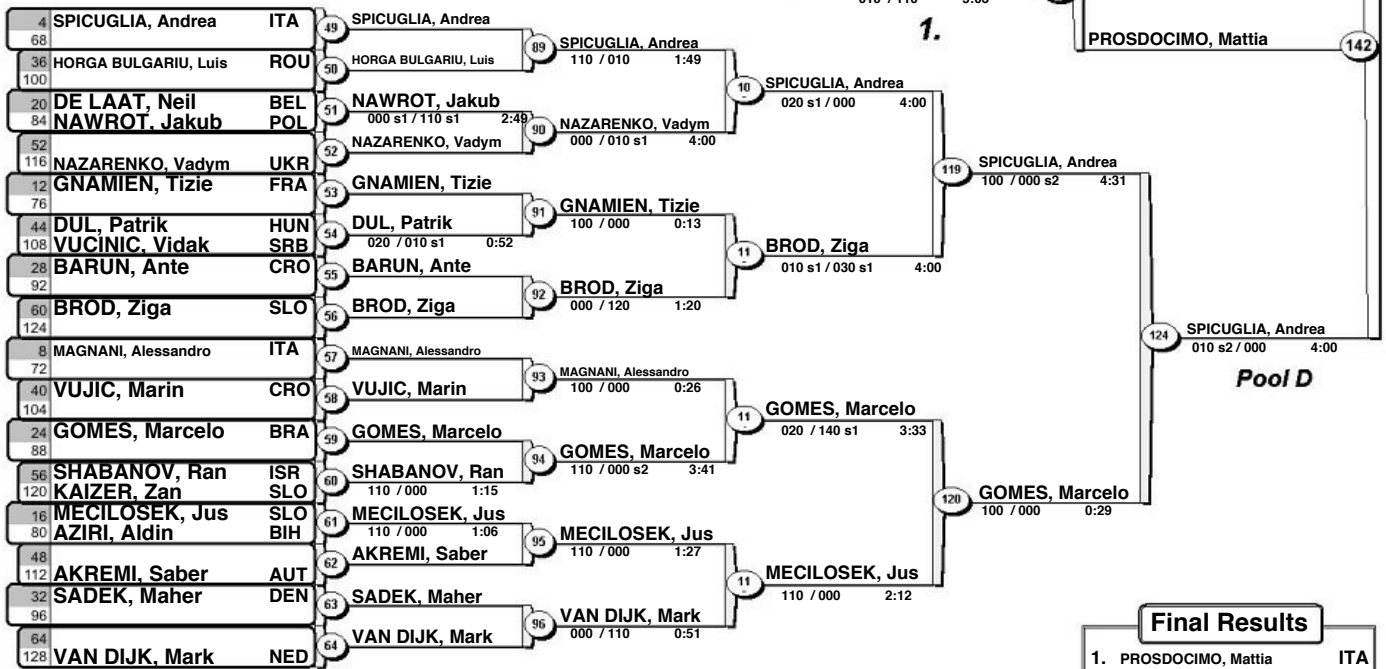 1.
PROSDOCIMO, Mattia
142
4 SPICUGLIA, Andrea ITA
68
36 HORGA BULGARIU, Luis ROU
100
20 DE LAAT, Neil BEL
84 NAWROT, Jakub POL
52
116 NAZARENKO, Vadym UKR
12 GNAMIEN, Tizie FRA
76
44 DUL, Patrik HUN
108 VUCINIC, Vidak SRB
28 BARUN, Ante CRO
92
60 BROD, Ziga SLO
124
8 MAGNANI, Alessandro ITA
72
40 VUJIC, Marin CRO
104
24 GOMES, Marcelo BRA
88
56 SHABANOV, Ran ISR
120 KAIZER, Zan SLO
16 MECILOSEK, Jus SLO
80 AZIRI, Aldin BIH
48
112 AKREMI, Saber AUT
32 SADEK, Maher DEN
96
64
128 VAN DIJK, Mark NED
49 SPICUGLIA, Andrea
50 HORGA BULGARIU, Luis
51 NAWROT, Jakub
000 s1 / 110 s1 2:49
52 NAZARENKO, Vadym
53 GNAMIEN, Tizie
54 DUL, Patrik
020 / 010 s1 0:52
55 BARUN, Ante
56 BROD, Ziga
57 MAGNANI, Alessandro
58 VUJIC, Marin
59 GOMES, Marcelo
60 SHABANOV, Ran
110 / 000 1:15
61 MECILOSEK, Jus
110 / 000 1:06
62 AKREMI, Saber
63 SADEK, Maher
64 VAN DIJK, Mark
89 SPICUGLIA, Andrea
110 / 010 1:49
90 NAZARENKO, Vadym
000 / 010 s1 4:00
91 GNAMIEN, Tizie
100 / 000 0:13
92 BROD, Ziga
000 / 120 1:20
93 MAGNANI, Alessandro
100 / 000 0:26
94 GOMES, Marcelo
110 / 000 s2 3:41
95 MECILOSEK, Jus
110 / 000 1:27
96 VAN DIJK, Mark
000 / 110 0:51
10 SPICUGLIA, Andrea
020 s1 / 000 4:00
11 BROD, Ziga
010 s1 / 030 s1 4:00
11 GOMES, Marcelo
020 / 140 s1 3:33
11 MECILOSEK, Jus
110 / 000 2:12
119 SPICUGLIA, Andrea
100 / 000 s2 4:31
120 GOMES, Marcelo
100 / 000 0:29
124 SPICUGLIA, Andrea
010 s2 / 000 4:00
Pool D
Final Results
1. PROSDOCIMO, Mattia ITA